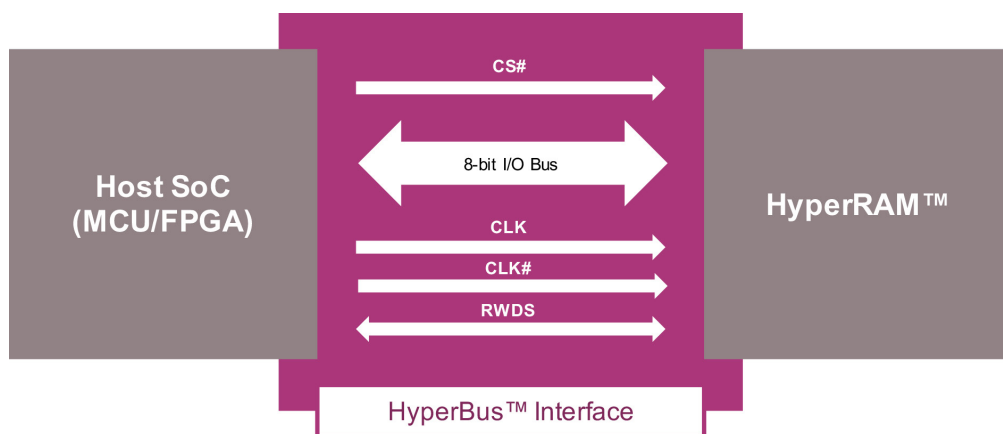 CS#
8-bit I/O Bus
Host SoC
(MCU/FPGA)
HyperRAM™
CLK
CLK#
RWDS
HyperBus™ Interface